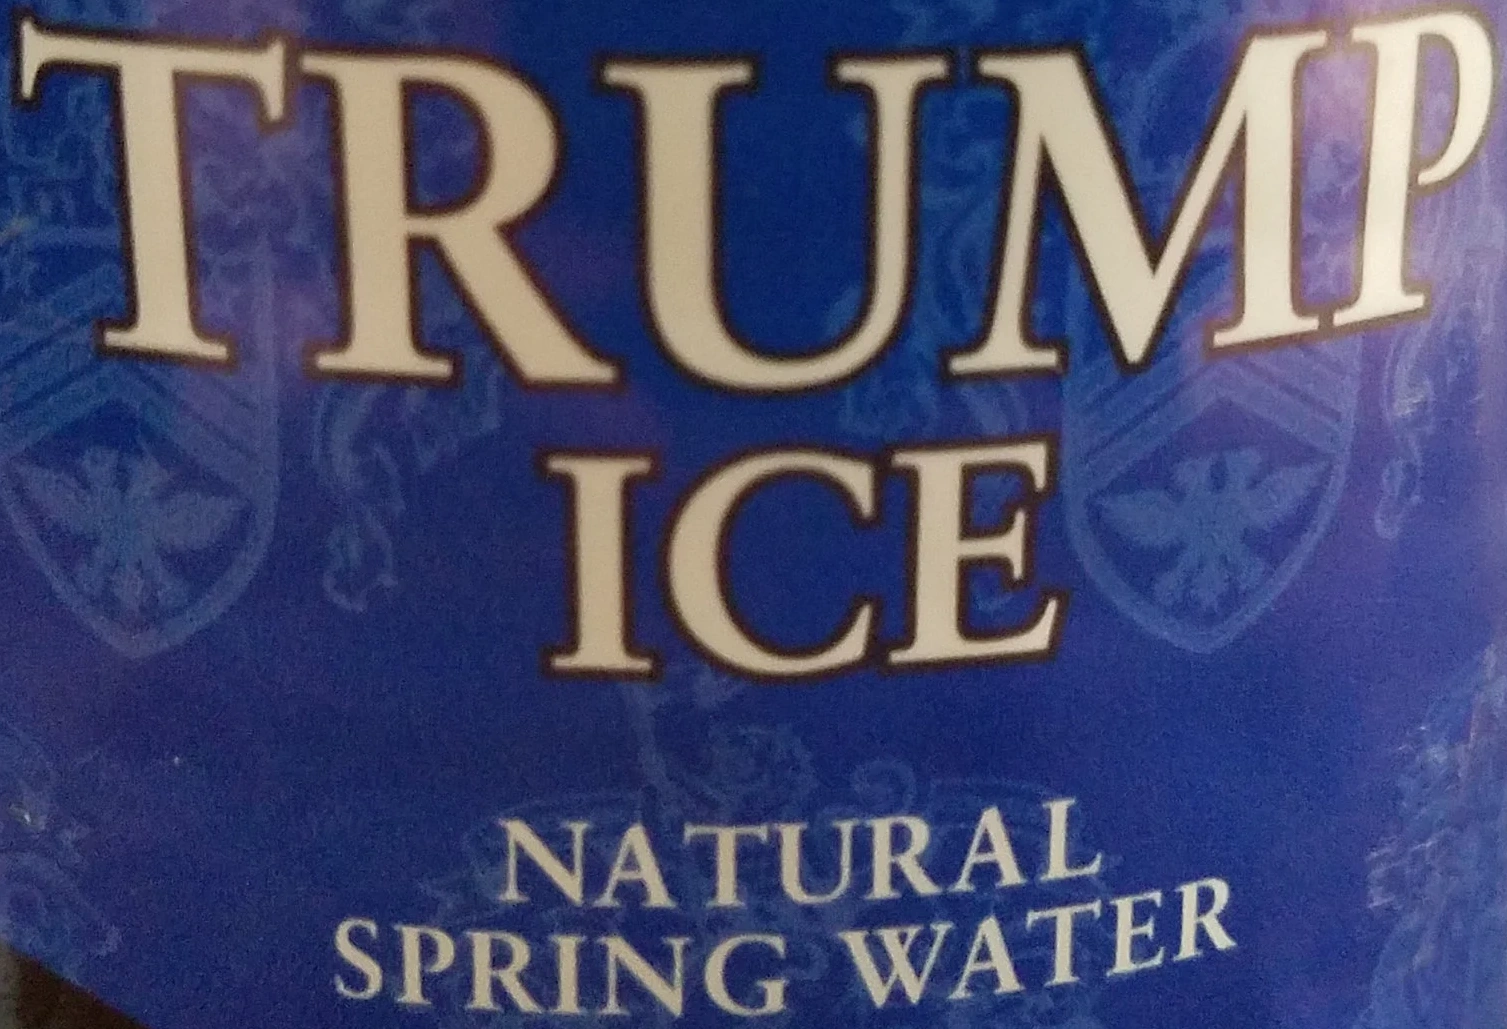 TRUMP
ICE
NATURAL
SPRING WATER